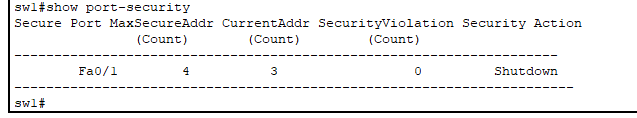 sw1#show port-security
Secure Port MaxSecureAddr CurrentAddr SecurityViolation Security Action
(Count) (Count) (Count)
---------------------------------------------------------------------
Fa0/1 4 3 0 Shutdown
-----------------------------------------------------------------------
sw1#